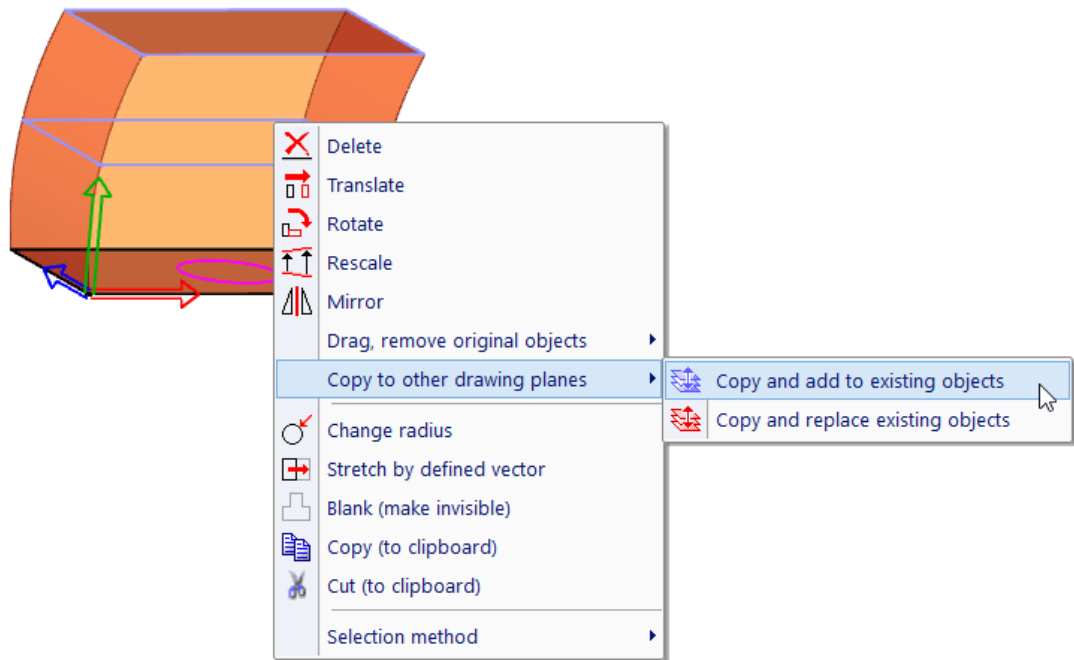 Delete
Translate
Rotate
Rescale
Mirror
Drag, remove original objects
Copy to other drawing planes
Copy and add to existing objects
Copy and replace existing objects
Change radius
Stretch by defined vector
Blank (make invisible)
Copy (to clipboard)
Cut (to clipboard)
Selection method